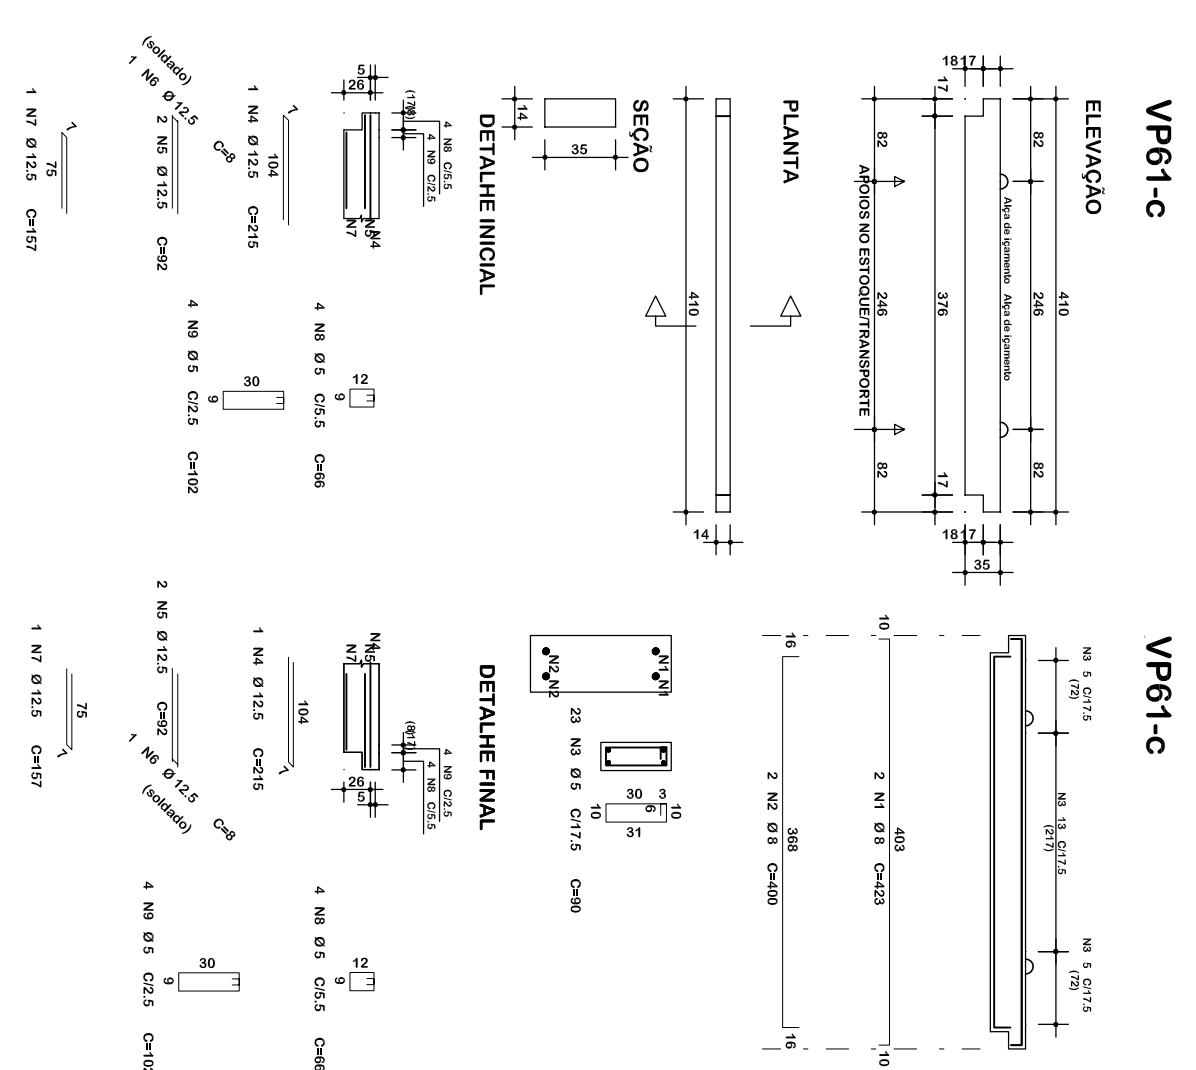 VP61-C
ELEVAÇÃO
410
82 246 82
Alça de içamento Alça de içamento
18 17
17
376
17
18 17
35
82 246 82
APOIOS NO ESTOQUE/TRANSPORTE
PLANTA
410
14
SEÇÃO
14
35
DETALHE INICIAL
4 N8 C/5.5
4 N9 C/2.5
5
26
N4
N5
N7
1 N4 Ø 12.5 C=215
7
104
2 N5 Ø 12.5 C=92
1 N6 Ø 12.5 C=8
(soldado)
1 N7 Ø 12.5 C=157
7
75
4 N8 Ø 5 C/5.5 C=66
12
9
4 N9 Ø 5 C/2.5 C=102
30
9
VP61-C
N3 5 C/17.5
(72)
N3 13 C/17.5
(217)
N3 5 C/17.5
(72)
10
403
10
2 N1 Ø 8 C=423
16
368
16
2 N2 Ø 8 C=400
N1
N1
N2
N2
23 N3 Ø 5 C/17.5 C=90
30 3
10 6 10
31
DETALHE FINAL
4 N9 C/2.5
4 N8 C/5.5
26
5
N4
N5
N7
1 N4 Ø 12.5 C=215
104
7
2 N5 Ø 12.5 C=92
1 N6 Ø 12.5 C=8
(soldado)
1 N7 Ø 12.5 C=157
75
7
4 N8 Ø 5 C/5.5 C=66
12
9
4 N9 Ø 5 C/2.5
30
9